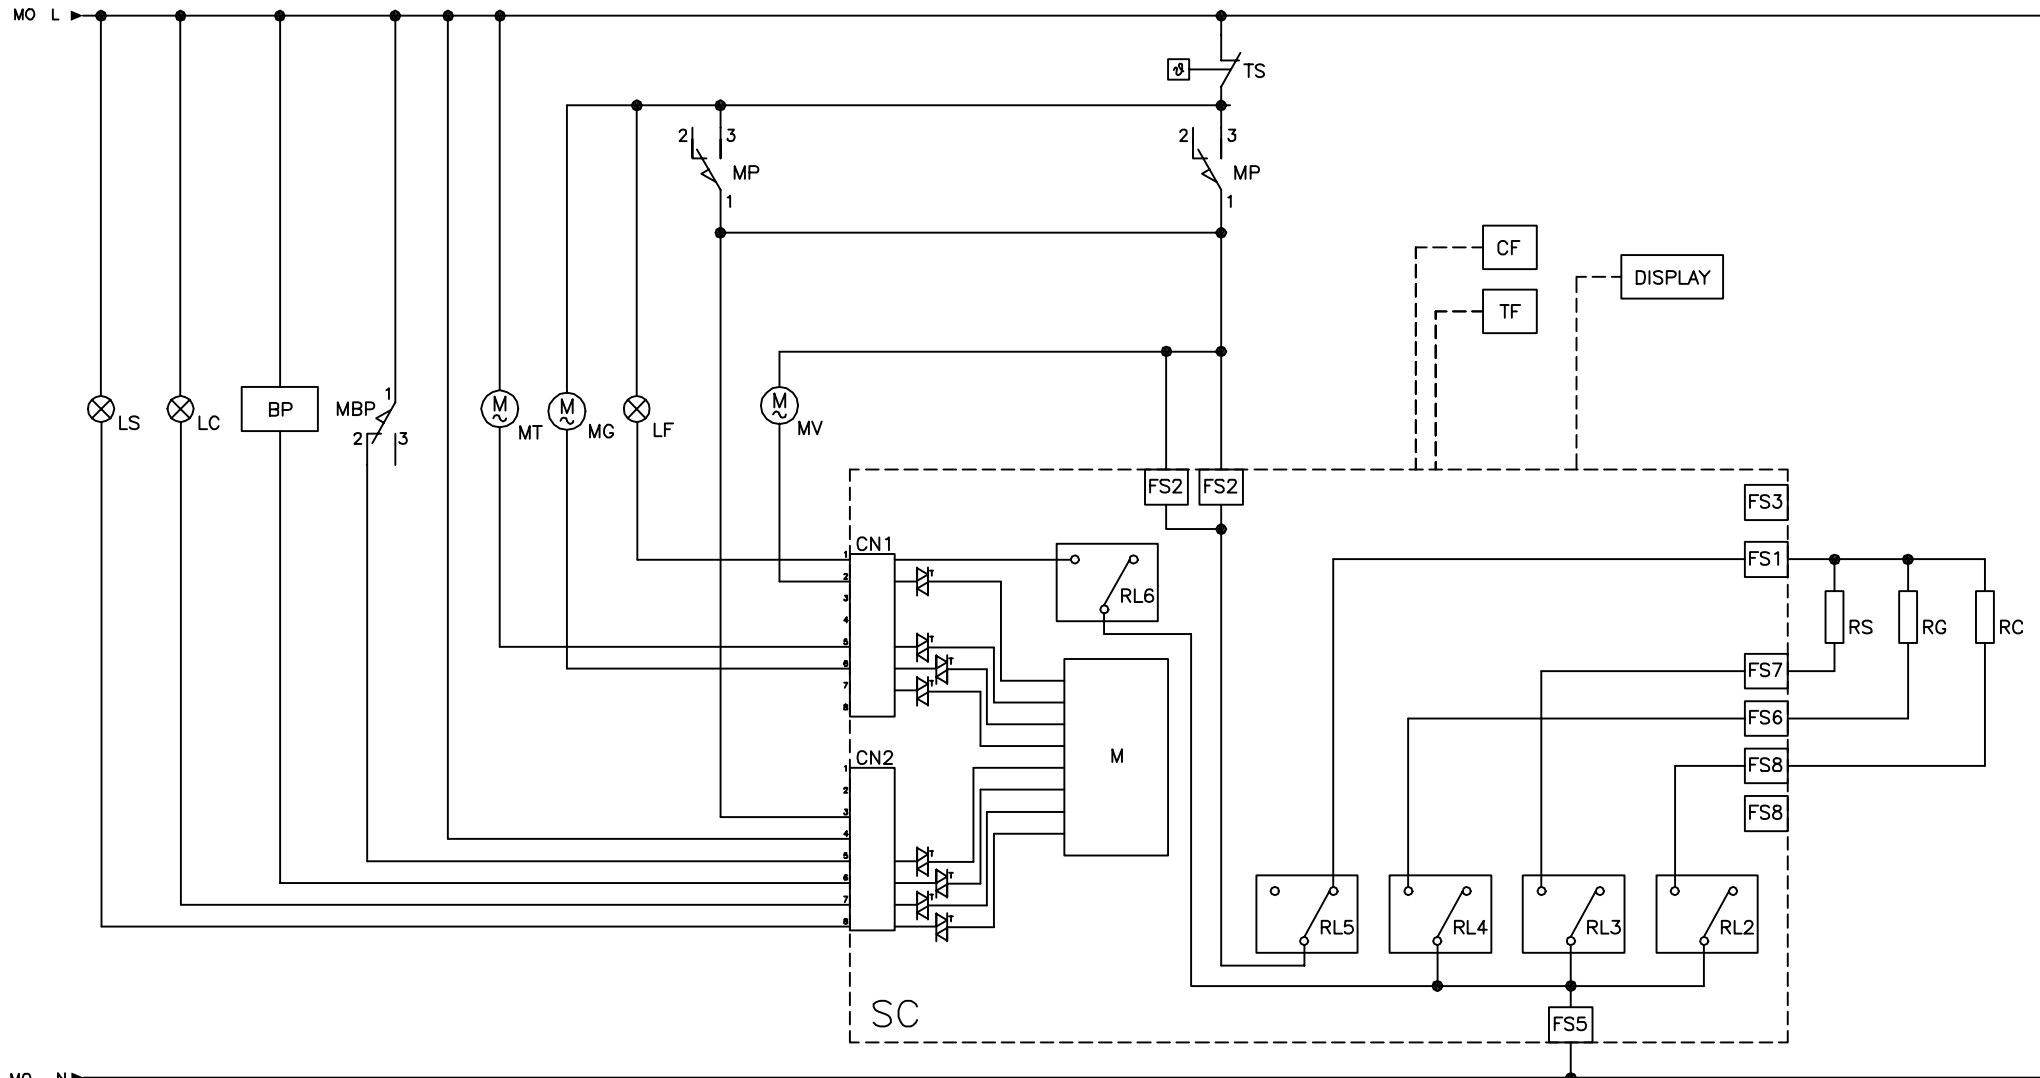 MO L
TS
2 3
MP
1
2 3
MP
1
CF
DISPLAY
TF
LS
LC
BP
1
MBP
2 3
M
MT
M
MG
LF
M
MV
FS2
FS2
FS3
CN1
1
2
3
4
5
6
7
8
T
T
T
T
RL6
FS1
RS
RG
RC
FS7
FS6
FS8
FS8
M
CN2
1
2
3
4
5
6
7
8
T
T
T
T
RL5
RL4
RL3
RL2
SC
FS5
MO N